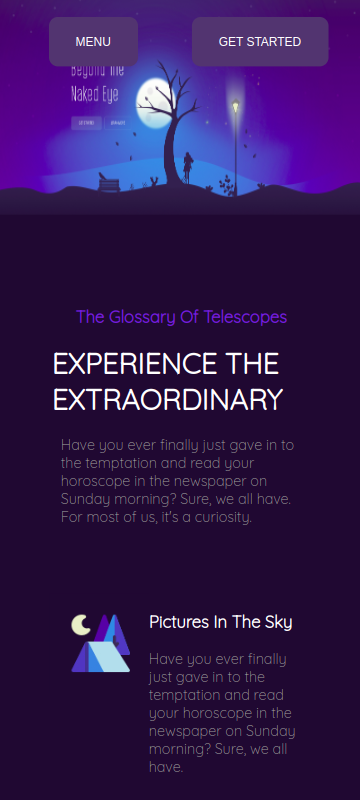 MENU
GET STARTED
Beyond The
Naked Eye
The Glossary Of Telescopes
EXPERIENCE THE
EXTRAORDINARY
Have you ever finally just gave in to
the temptation and read your
horoscope in the newspaper on
Sunday morning? Sure, we all have.
For most of us, it's a curiosity.
Pictures In The Sky
Have you ever finally
just gave in to the
temptation and read
your horoscope in the
newspaper on Sunday
morning? Sure, we all
have.